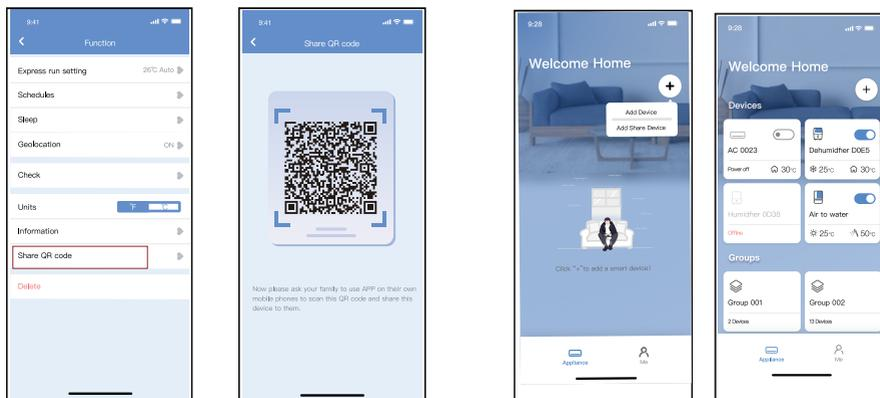 9:41
Function
Express run setting 26℃ Auto
Schedules
Sleep
Geolocation ON
Check
Units °F °C
Information
Share QR code
Delete
9:41
Share QR code
Now please ask your family to use APP on their own
mobile phones to scan this QR code and share this
device to them.
9:28
Welcome Home
+
Add Device
Add Share Device
Click "+"to add a smart device!
Appliance Me
9:28
Welcome Home
+
Devices
AC 0023
Power off 30℃
Dehumidifier D0E5
25℃ 30℃
Humidifier 0D38
Offline
Air to water
25℃ 50℃
Groups
Group 001
2 Devices
Group 002
13 Devices
Appliance Me